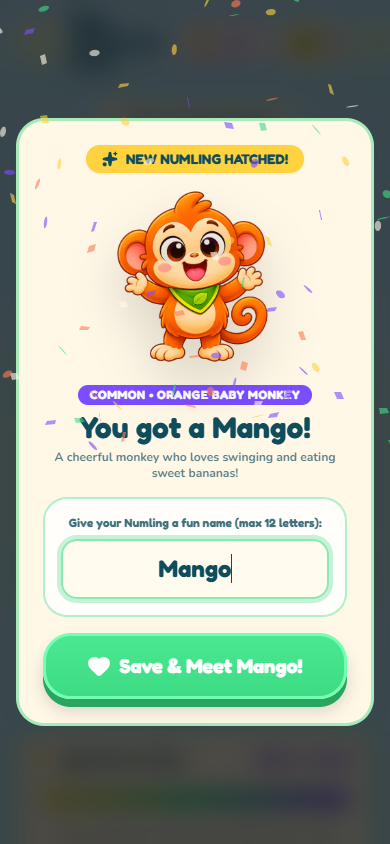 NEW NUMLING HATCHED!
COMMON • ORANGE BABY MONKEY
You got a Mango!
A cheerful monkey who loves swinging and eating
sweet bananas!
Give your Numling a fun name (max 12 letters):
Mango
Save & Meet Mango!